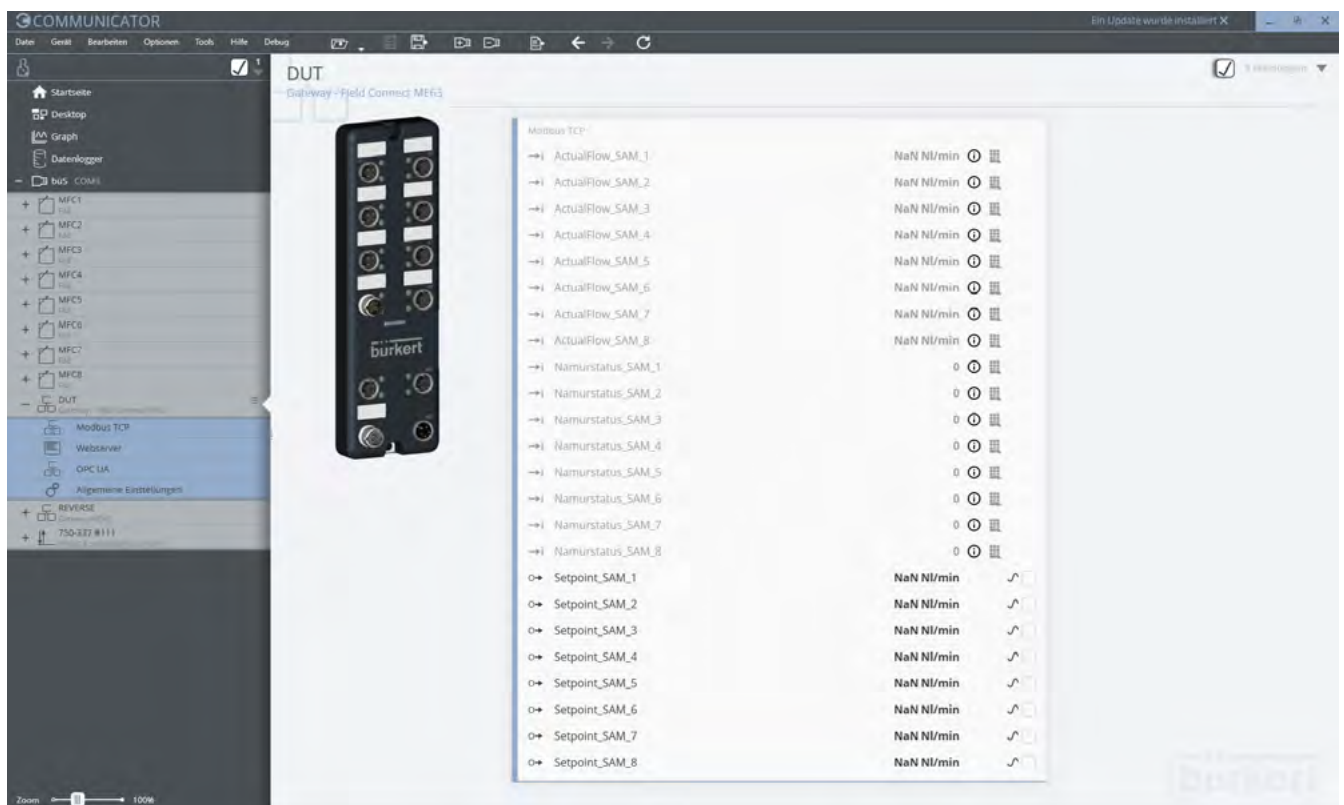 COMMUNICATOR
Ein Update wurde installiert X
Datei Gerät Bearbeiten Optionen Tools Hilfe Debug
1
Startseite
Desktop
Graph
Datenlogger
büS COM5
MFC1
MFC2
MFC3
MFC4
MFC5
MFC6
MFC7
MFC8
DUT
Modbus TCP
Webserver
OPC UA
Allgemeine Einstellungen
REVERSE
750-337 #111
Zoom 100%
DUT
Gateway - Field Connect ME63
burkert
Modbus TCP
ActualFlow_SAM_1 NaN Nl/min
ActualFlow_SAM_2 NaN Nl/min
ActualFlow_SAM_3 NaN Nl/min
ActualFlow_SAM_4 NaN Nl/min
ActualFlow_SAM_5 NaN Nl/min
ActualFlow_SAM_6 NaN Nl/min
ActualFlow_SAM_7 NaN Nl/min
ActualFlow_SAM_8 NaN Nl/min
Namurstatus_SAM_1 0
Namurstatus_SAM_2 0
Namurstatus_SAM_3 0
Namurstatus_SAM_4 0
Namurstatus_SAM_5 0
Namurstatus_SAM_6 0
Namurstatus_SAM_7 0
Namurstatus_SAM_8 0
Setpoint_SAM_1 NaN Nl/min
Setpoint_SAM_2 NaN Nl/min
Setpoint_SAM_3 NaN Nl/min
Setpoint_SAM_4 NaN Nl/min
Setpoint_SAM_5 NaN Nl/min
Setpoint_SAM_6 NaN Nl/min
Setpoint_SAM_7 NaN Nl/min
Setpoint_SAM_8 NaN Nl/min
burkert